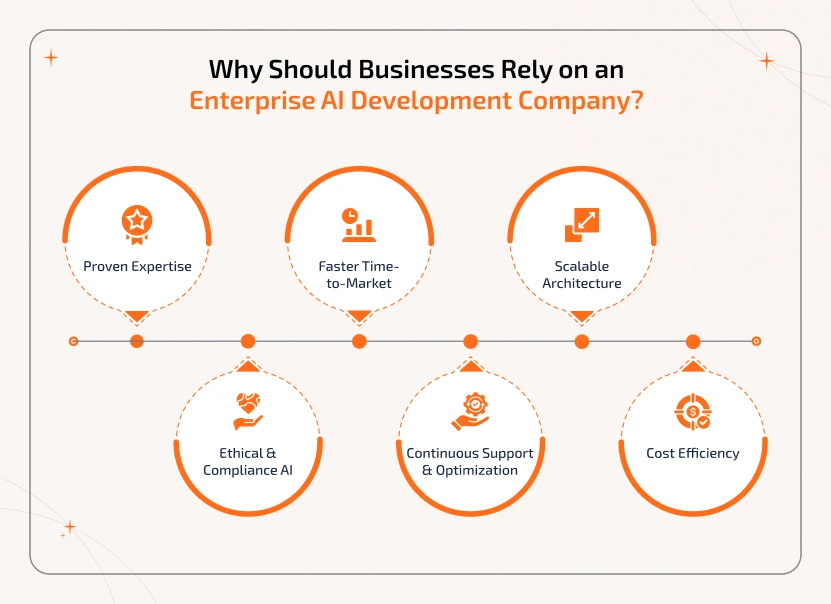 Why Should Businesses Rely on an
Enterprise AI Development Company?
Proven Expertise
Faster Time-
to-Market
Scalable
Architecture
Ethical &
Compliance AI
Continuous Support
& Optimization
$
Cost Efficiency